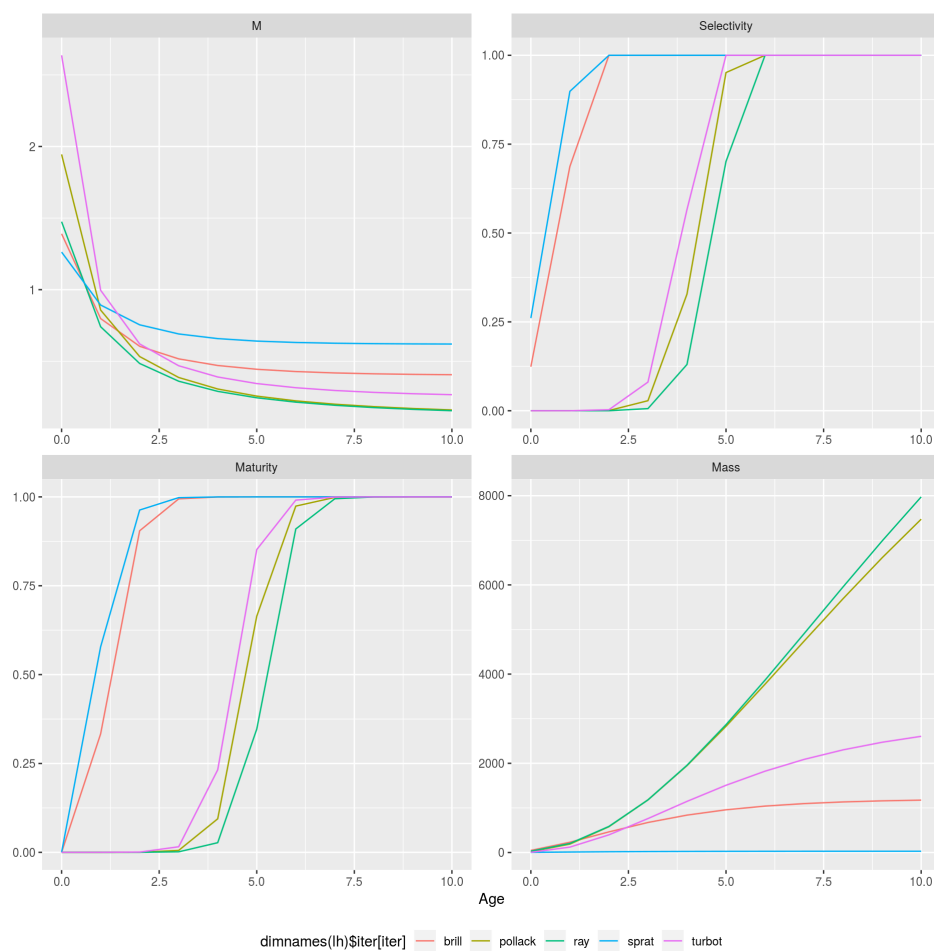 M
Selectivity
2
1
1.00
0.75
0.50
0.25
0.00
0.0 2.5 5.0 7.5 10.0
0.0 2.5 5.0 7.5 10.0
Maturity
Mass
1.00
0.75
0.50
0.25
0.00
8000
6000
4000
2000
0
0.0 2.5 5.0 7.5 10.0
0.0 2.5 5.0 7.5 10.0
Age
dimnames(lh)$iter[iter] brill pollack ray sprat turbot